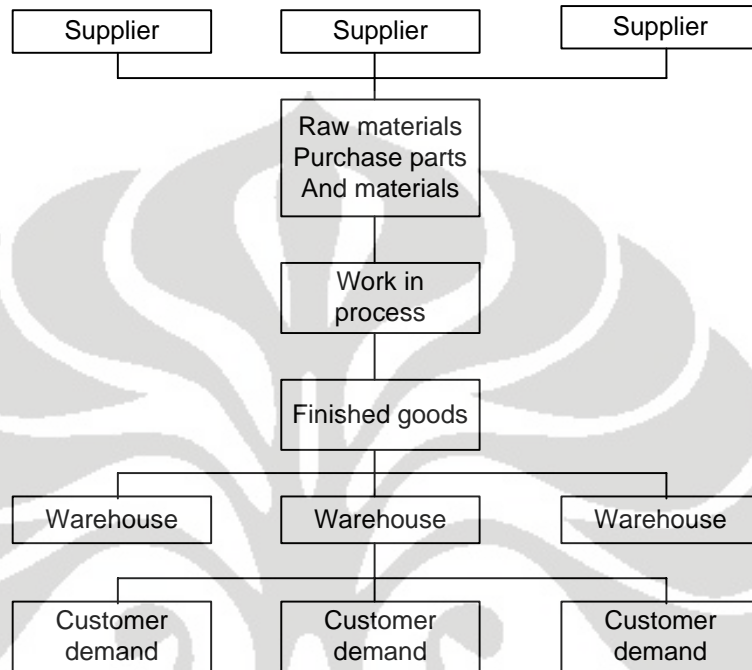 Supplier
Supplier
Supplier
Raw materials
Purchase parts
And materials
Work in
process
Finished goods
Warehouse
Warehouse
Warehouse
Customer
demand
Customer
demand
Customer
demand